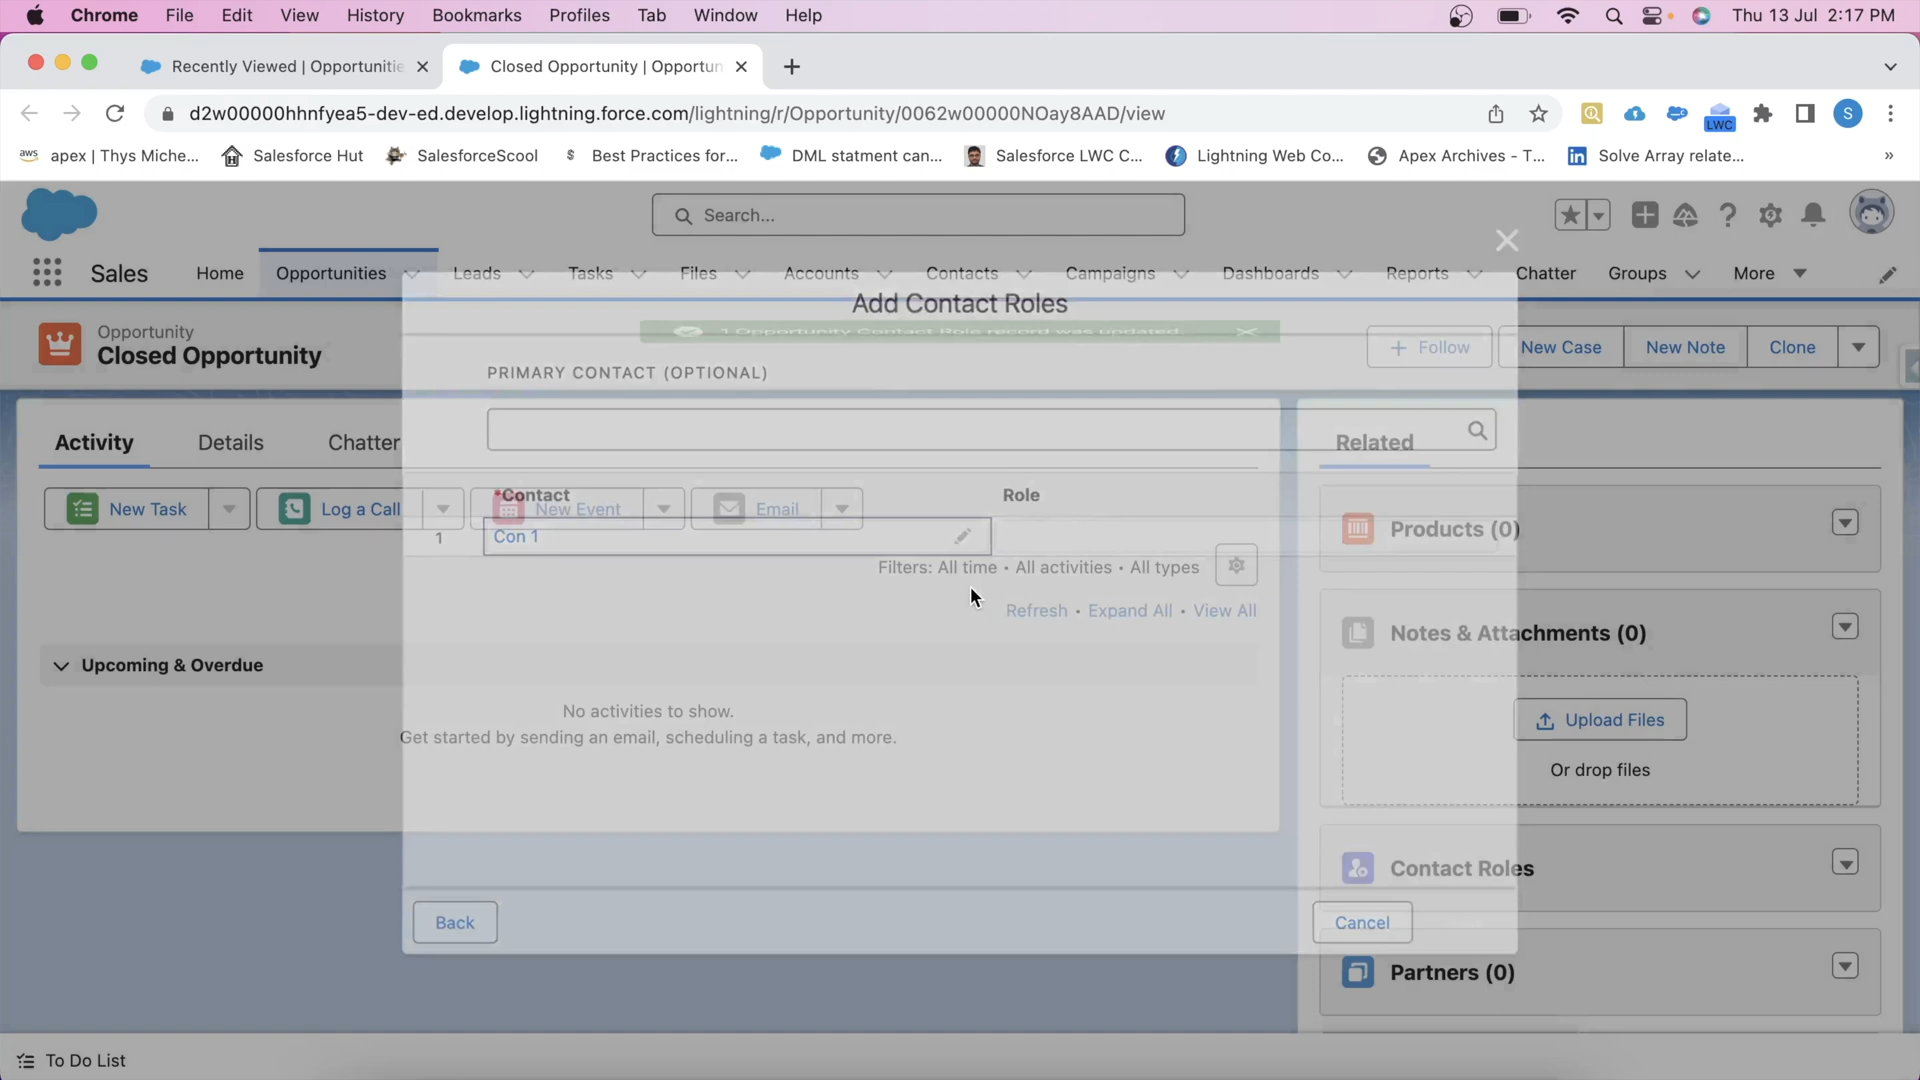 Chrome File Edit View History Bookmarks Profiles Tab Window Help Thu 13 Jul 2:17 PM
Recently Viewed | Opportunitie Closed Opportunity | Opportun
d2w00000hhnfyea5-dev-ed.develop.lightning.force.com/lightning/r/Opportunity/0062w00000NOay8AAD/view S LWC
aws apex | Thys Miche... Salesforce Hut SalesforceScool $ Best Practices for... DML statment can... Salesforce LWC C... Lightning Web Co... Apex Archives - T... in Solve Array relate... »
Search...
Sales Home Opportunities Leads Tasks Files Accounts Contacts Campaigns Dashboards Reports Chatter Groups More
Add Contact Roles
1 Opportunity Contact Role record was updated.
Opportunity
Closed Opportunity
+ Follow New Case New Note Clone
PRIMARY CONTACT (OPTIONAL)
Activity Details Chatter
Related
*Contact Role
New Task Log a Call New Event Email
1 Con 1
Filters: All time • All activities • All types
Refresh • Expand All • View All
Upcoming & Overdue
No activities to show.
Get started by sending an email, scheduling a task, and more.
Products (0)
Notes & Attachments (0)
Upload Files
Or drop files
Contact Roles
Back Cancel
Partners (0)
To Do List